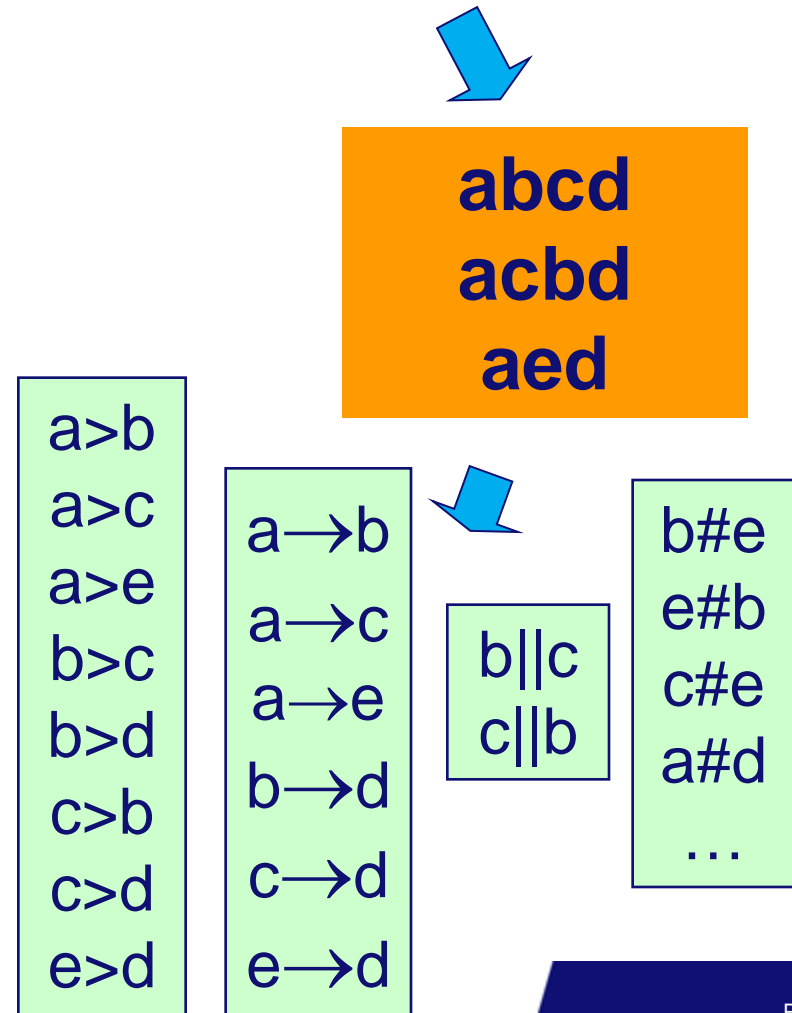 abcd
acbd
aed
a>b
a>c
a>e
b>c
b>d
c>b
c>d
e>d
a→b
a→c
a→e
b→d
c→d
e→d
b||c
c||b
b#e
e#b
c#e
a#d
…